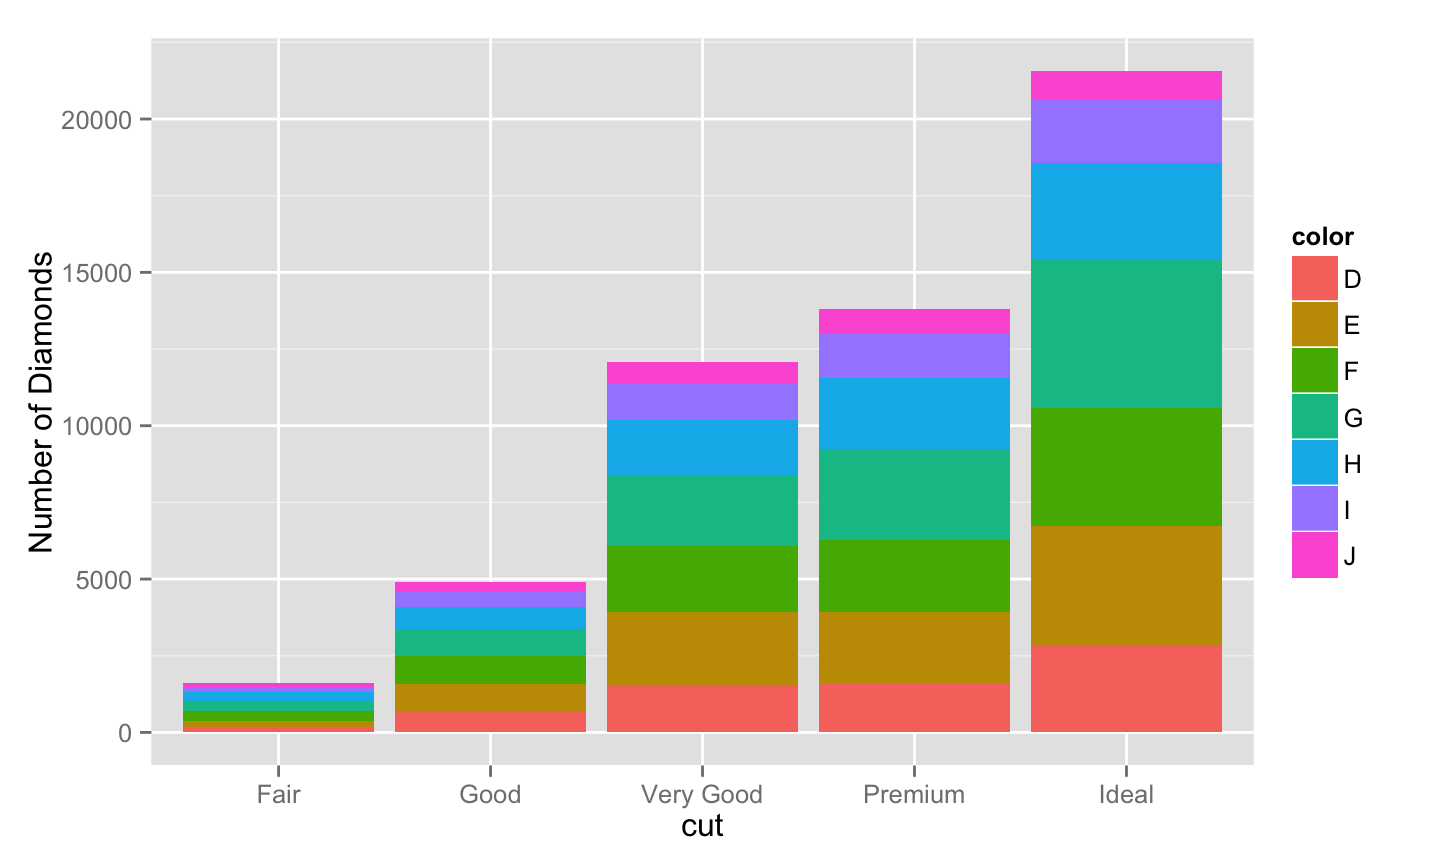 Number of Diamonds
20000
15000
10000
5000
0
Fair
Good
Very Good
Premium
Ideal
cut
color
D
E
F
G
H
I
J